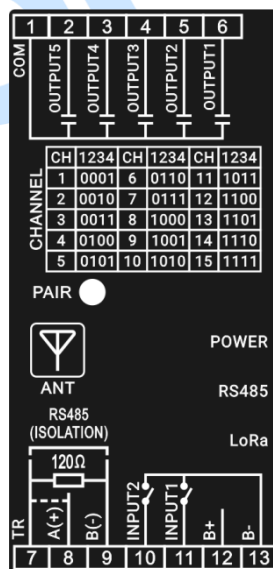 1 2 3 4 5 6
COM OUTPUT5 OUTPUT4 OUTPUT3 OUTPUT2 OUTPUT1
CHANNEL
CH 1234 CH 1234 CH 1234
1 0001 6 0110 11 1011
2 0010 7 0111 12 1100
3 0011 8 1000 13 1101
4 0100 9 1001 14 1110
5 0101 10 1010 15 1111
PAIR
POWER
ANT
RS485
RS485
(ISOLATION)
LoRa
120Ω
TR A(+) B(-) INPUT2 INPUT1 B+ B-
7 8 9 10 11 12 13